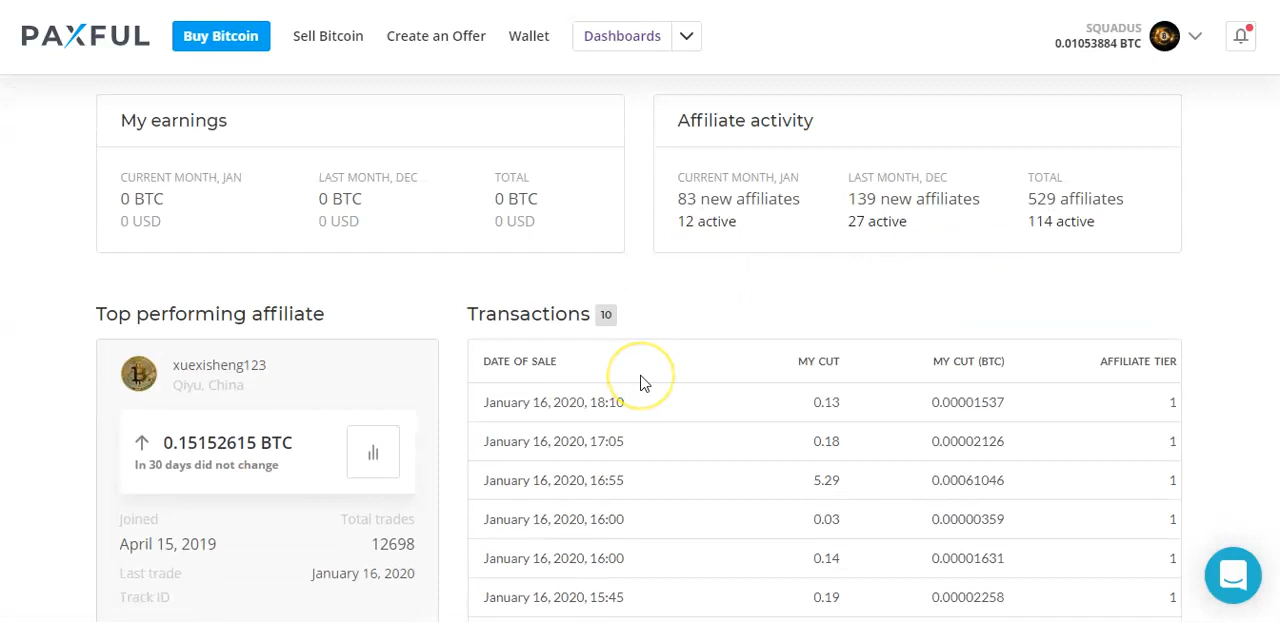 PAXFUL Buy Bitcoin Sell Bitcoin Create an Offer Wallet Dashboards SQUADUS
0.01053884 BTC
My earnings
CURRENT MONTH, JAN LAST MONTH, DEC TOTAL
0 BTC 0 BTC 0 BTC
0 USD 0 USD 0 USD
Affiliate activity
CURRENT MONTH, JAN LAST MONTH, DEC TOTAL
83 new affiliates 139 new affiliates 529 affiliates
12 active 27 active 114 active
Top performing affiliate
xuexisheng123
Qiyu, China
0.15152615 BTC
In 30 days did not change
Joined Total trades
April 15, 2019 12698
Last trade January 16, 2020
Track ID
Transactions 10
DATE OF SALE MY CUT MY CUT (BTC) AFFILIATE TIER
January 16, 2020, 18:10 0.13 0.00001537 1
January 16, 2020, 17:05 0.18 0.00002126 1
January 16, 2020, 16:55 5.29 0.00061046 1
January 16, 2020, 16:00 0.03 0.00000359 1
January 16, 2020, 16:00 0.14 0.00001631 1
January 16, 2020, 15:45 0.19 0.00002258 1